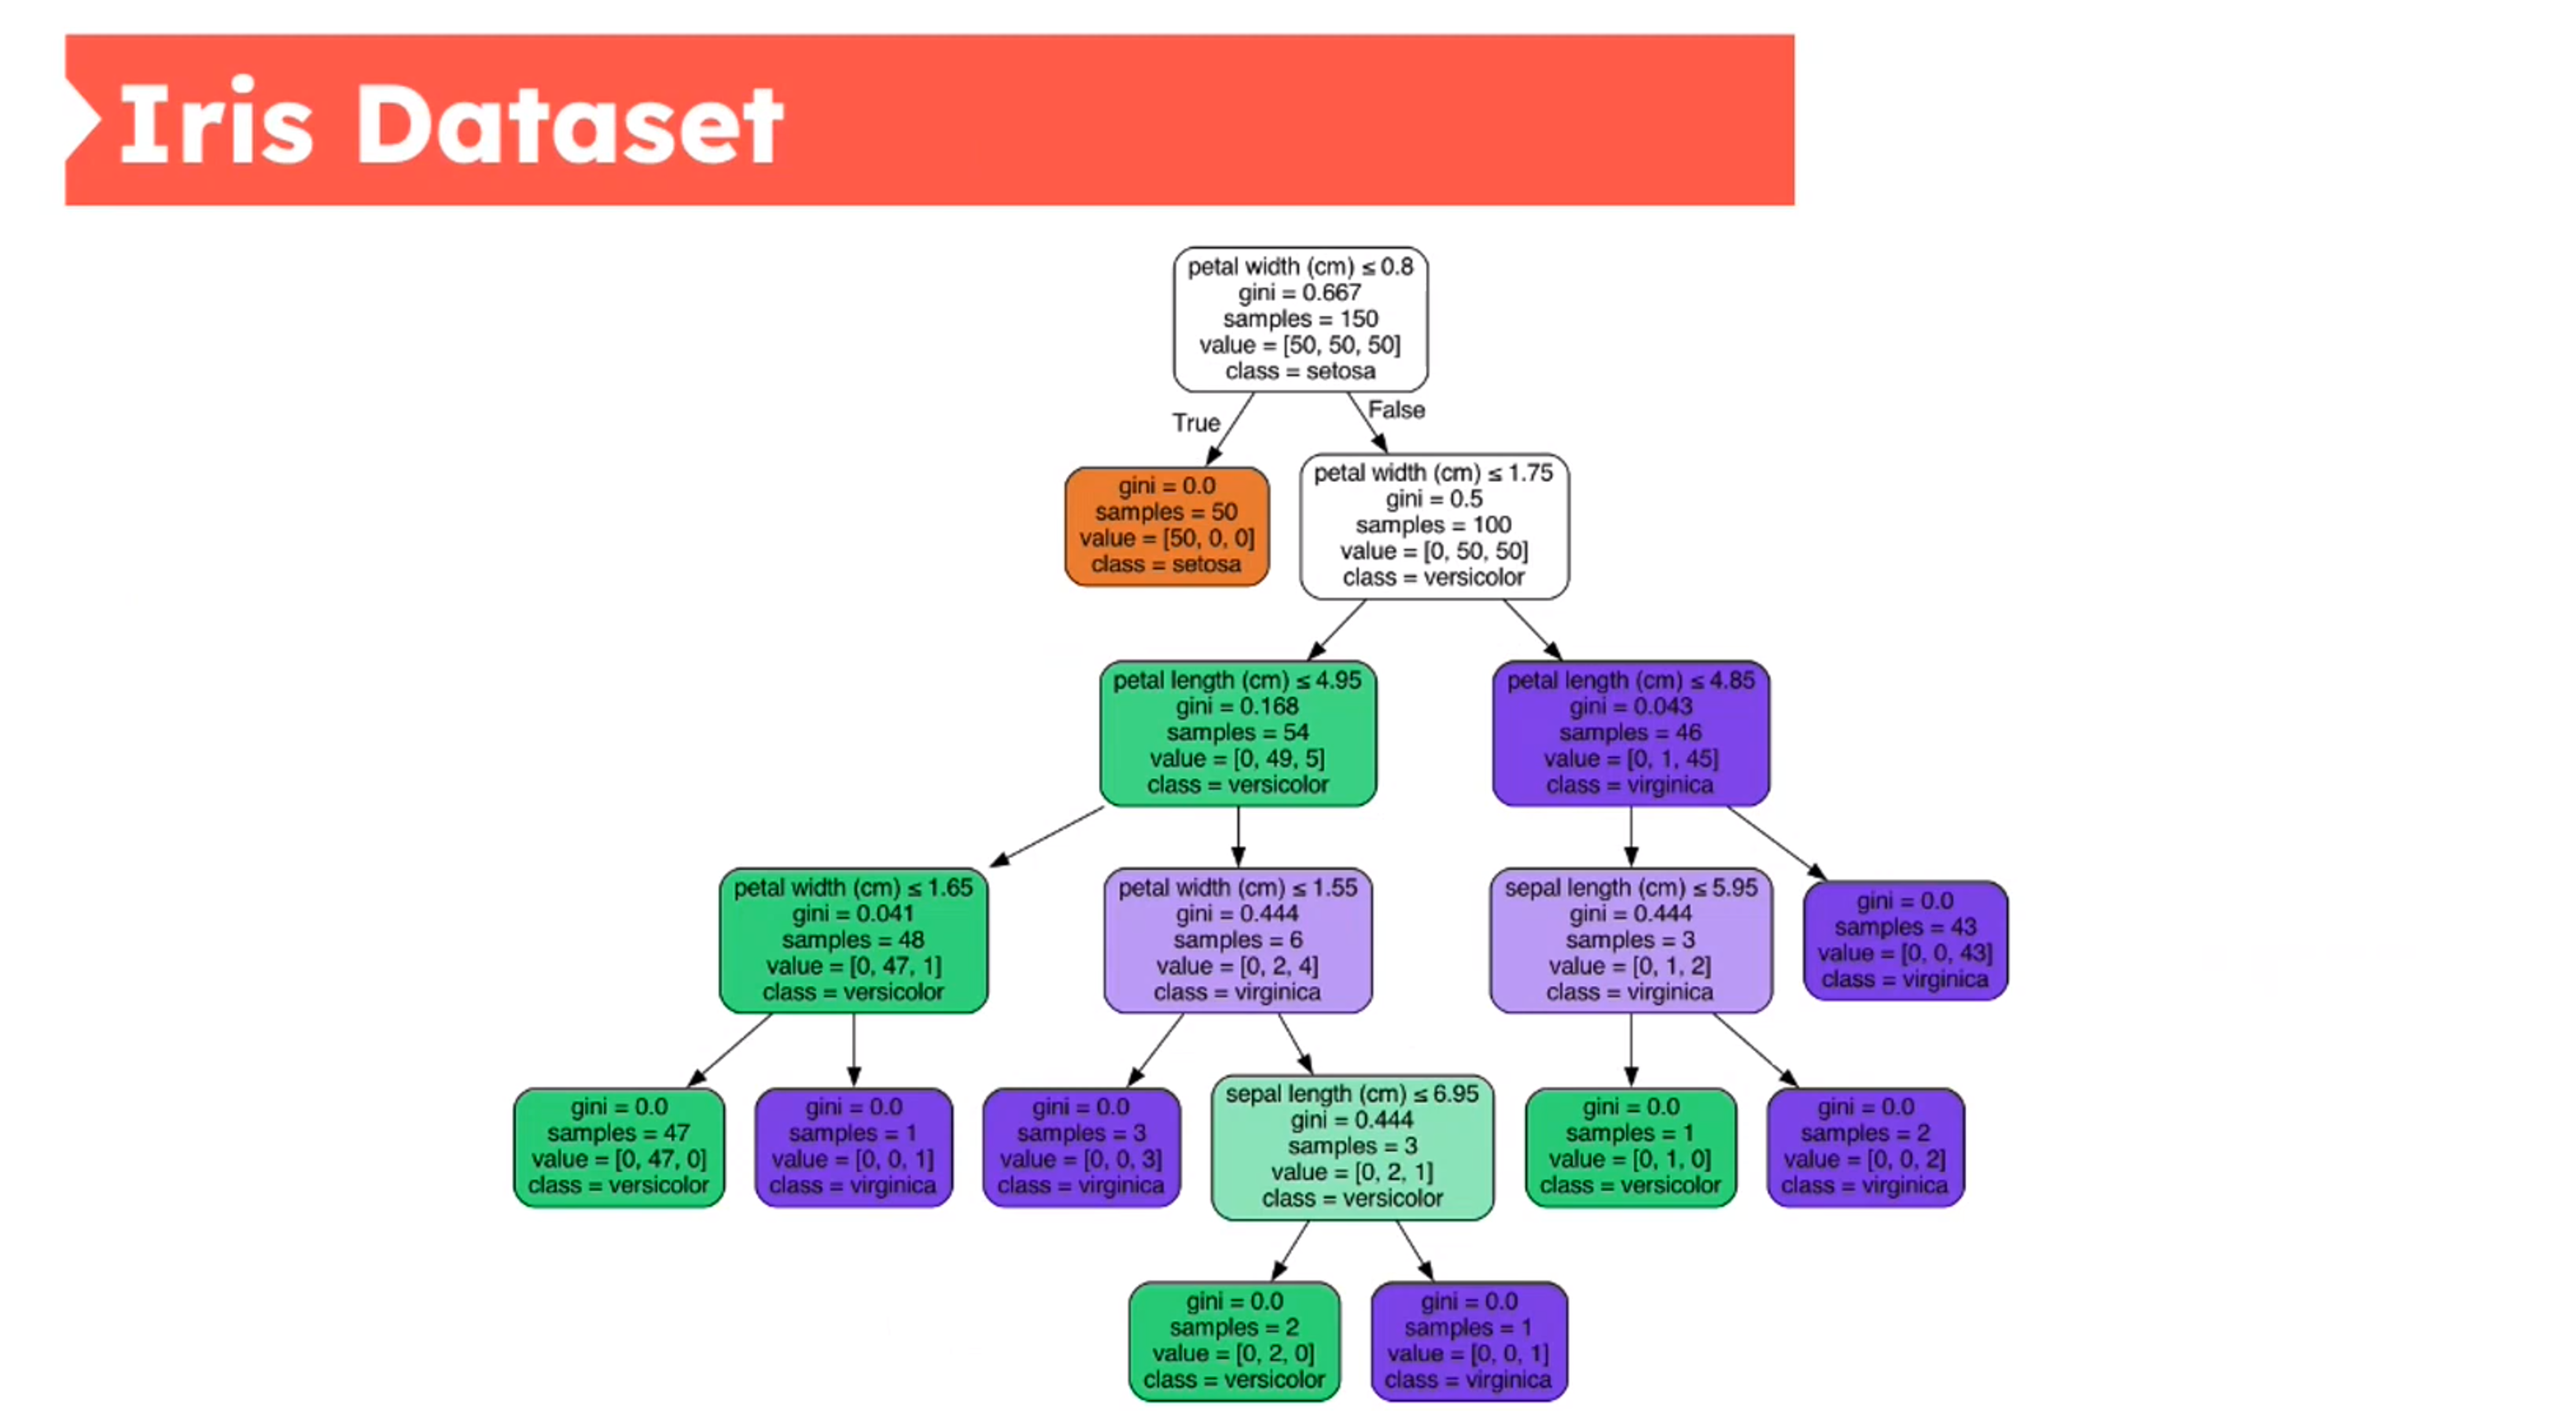 Iris Dataset
petal width (cm) ≤ 0.8
gini = 0.667
samples = 150
value = [50, 50, 50]
class = setosa
True
False
gini = 0.0
samples = 50
value = [50, 0, 0]
class = setosa
petal width (cm) ≤ 1.75
gini = 0.5
samples = 100
value = [0, 50, 50]
class = versicolor
petal length (cm) ≤ 4.95
gini = 0.168
samples = 54
value = [0, 49, 5]
class = versicolor
petal length (cm) ≤ 4.85
gini = 0.043
samples = 46
value = [0, 1, 45]
class = virginica
petal width (cm) ≤ 1.65
gini = 0.041
samples = 48
value = [0, 47, 1]
class = versicolor
petal width (cm) ≤ 1.55
gini = 0.444
samples = 6
value = [0, 2, 4]
class = virginica
sepal length (cm) ≤ 5.95
gini = 0.444
samples = 3
value = [0, 1, 2]
class = virginica
gini = 0.0
samples = 43
value = [0, 0, 43]
class = virginica
gini = 0.0
samples = 47
value = [0, 47, 0]
class = versicolor
gini = 0.0
samples = 1
value = [0, 0, 1]
class = virginica
gini = 0.0
samples = 3
value = [0, 0, 3]
class = virginica
sepal length (cm) ≤ 6.95
gini = 0.444
samples = 3
value = [0, 2, 1]
class = versicolor
gini = 0.0
samples = 1
value = [0, 1, 0]
class = versicolor
gini = 0.0
samples = 2
value = [0, 0, 2]
class = virginica
gini = 0.0
samples = 2
value = [0, 2, 0]
class = versicolor
gini = 0.0
samples = 1
value = [0, 0, 1]
class = virginica